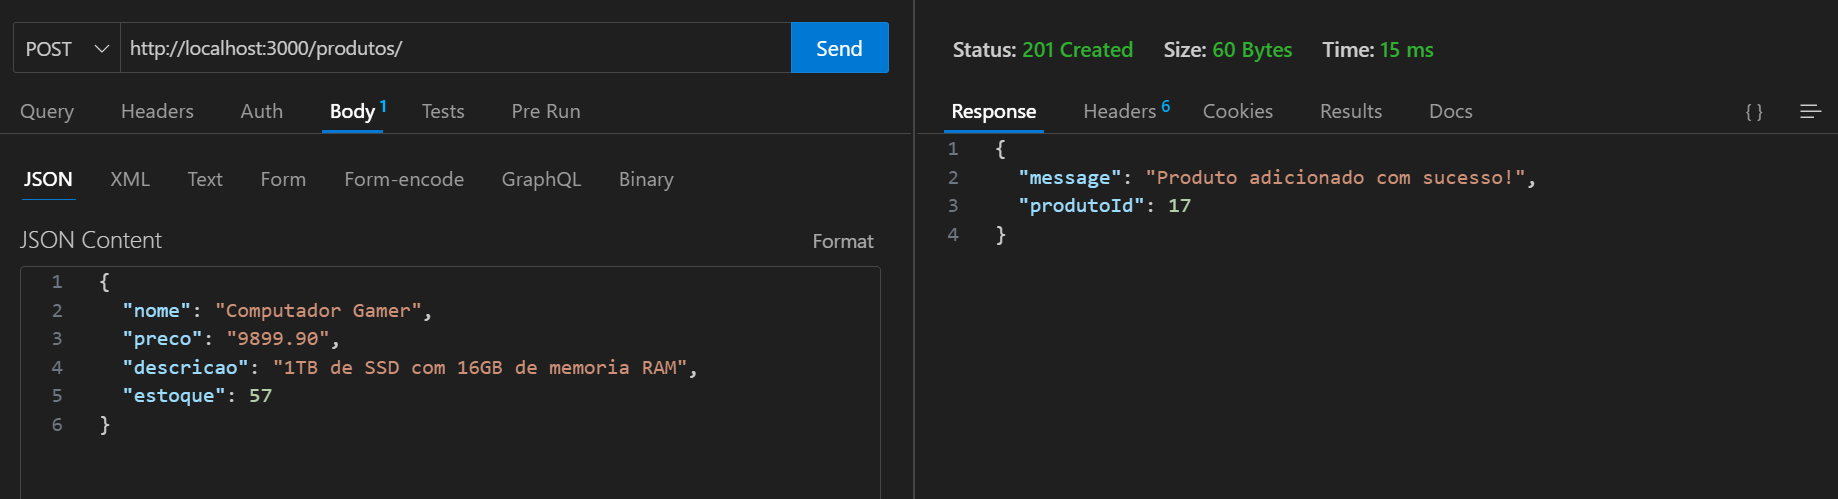 POST http://localhost:3000/produtos/ Send
Query Headers Auth Body 1 Tests Pre Run
JSON XML Text Form Form-encode GraphQL Binary
JSON Content Format
1 {
2 "nome": "Computador Gamer",
3 "preco": "9899.90",
4 "descricao": "1TB de SSD com 16GB de memoria RAM",
5 "estoque": 57
6 }
Status: 201 Created Size: 60 Bytes Time: 15 ms
Response Headers 6 Cookies Results Docs { }
1 {
2 "message": "Produto adicionado com sucesso!",
3 "produtoId": 17
4 }